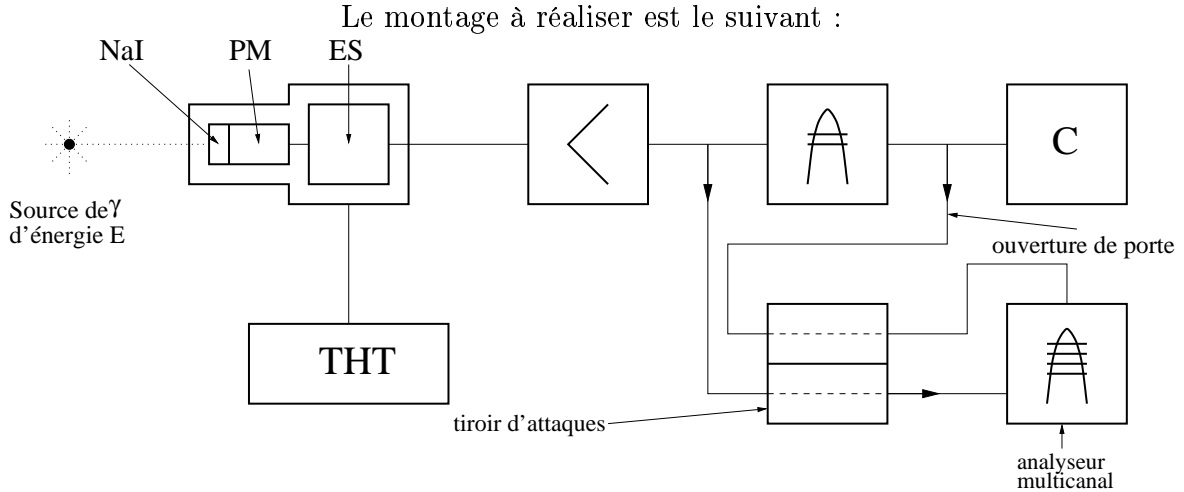 Le montage à réaliser est le suivant :
NaI
PM
ES
C
Source de γ
d'énergie E
ouverture de porte
THT
tiroir d'attaques
analyseur
multicanal